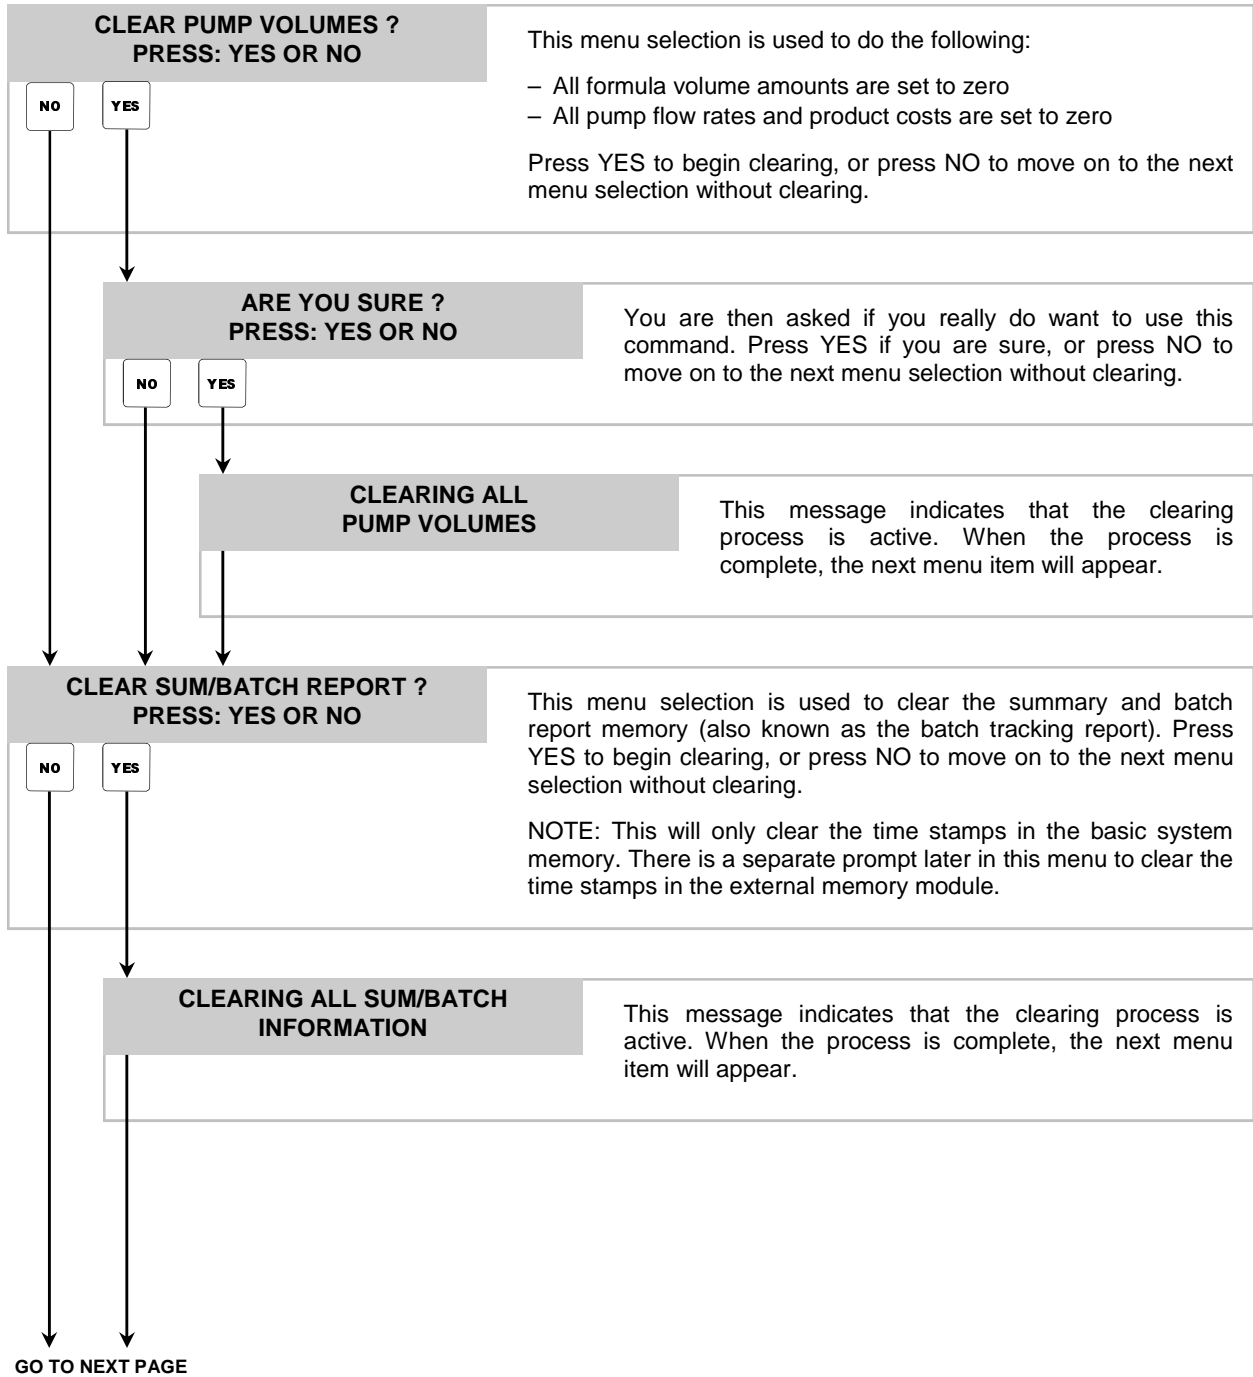 CLEAR PUMP VOLUMES ?
PRESS: YES OR NO
NO
YES
This menu selection is used to do the following:
– All formula volume amounts are set to zero
– All pump flow rates and product costs are set to zero
Press YES to begin clearing, or press NO to move on to the next
menu selection without clearing.
ARE YOU SURE ?
PRESS: YES OR NO
NO
YES
You are then asked if you really do want to use this
command. Press YES if you are sure, or press NO to
move on to the next menu selection without clearing.
CLEARING ALL
PUMP VOLUMES
This message indicates that the clearing
process is active. When the process is
complete, the next menu item will appear.
CLEAR SUM/BATCH REPORT ?
PRESS: YES OR NO
NO
YES
This menu selection is used to clear the summary and batch
report memory (also known as the batch tracking report). Press
YES to begin clearing, or press NO to move on to the next menu
selection without clearing.
NOTE: This will only clear the time stamps in the basic system
memory. There is a separate prompt later in this menu to clear the
time stamps in the external memory module.
CLEARING ALL SUM/BATCH
INFORMATION
This message indicates that the clearing process is
active. When the process is complete, the next menu
item will appear.
GO TO NEXT PAGE